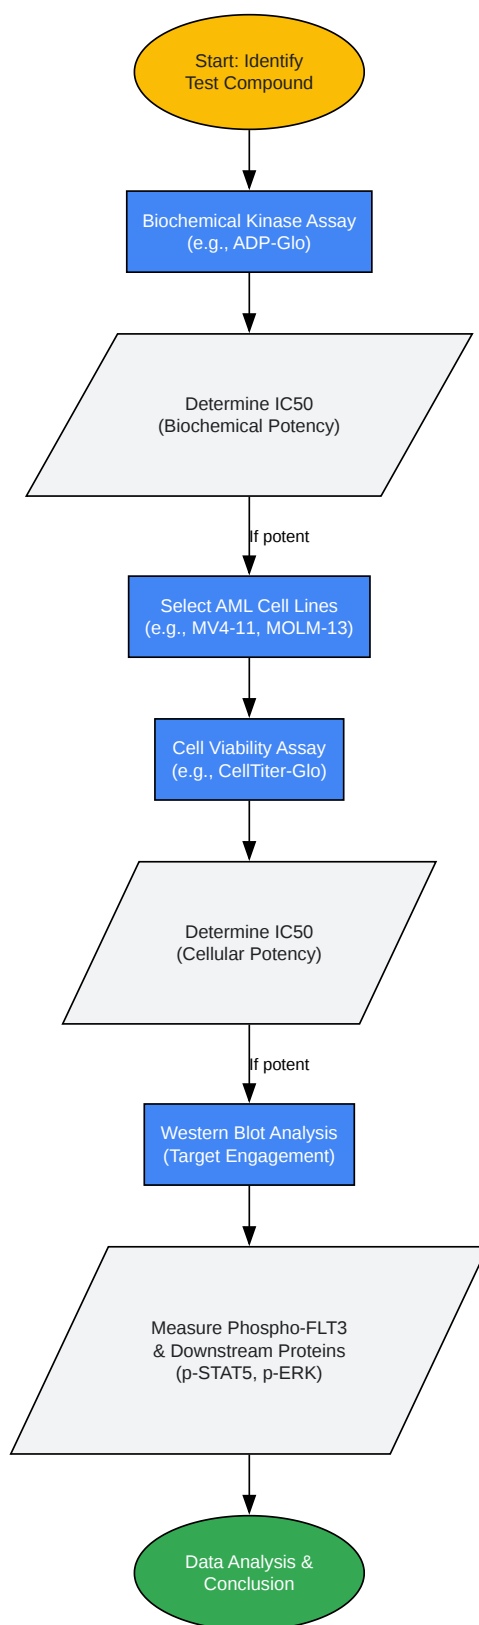 Start: Identify
Test Compound
Biochemical Kinase Assay
(e.g., ADP-Glo)
Determine IC50
(Biochemical Potency)
If potent
Select AML Cell Lines
(e.g., MV4-11, MOLM-13)
Cell Viability Assay
(e.g., CellTiter-Glo)
Determine IC50
(Cellular Potency)
If potent
Western Blot Analysis
(Target Engagement)
Measure Phospho-FLT3
& Downstream Proteins
(p-STAT5, p-ERK)
Data Analysis &
Conclusion